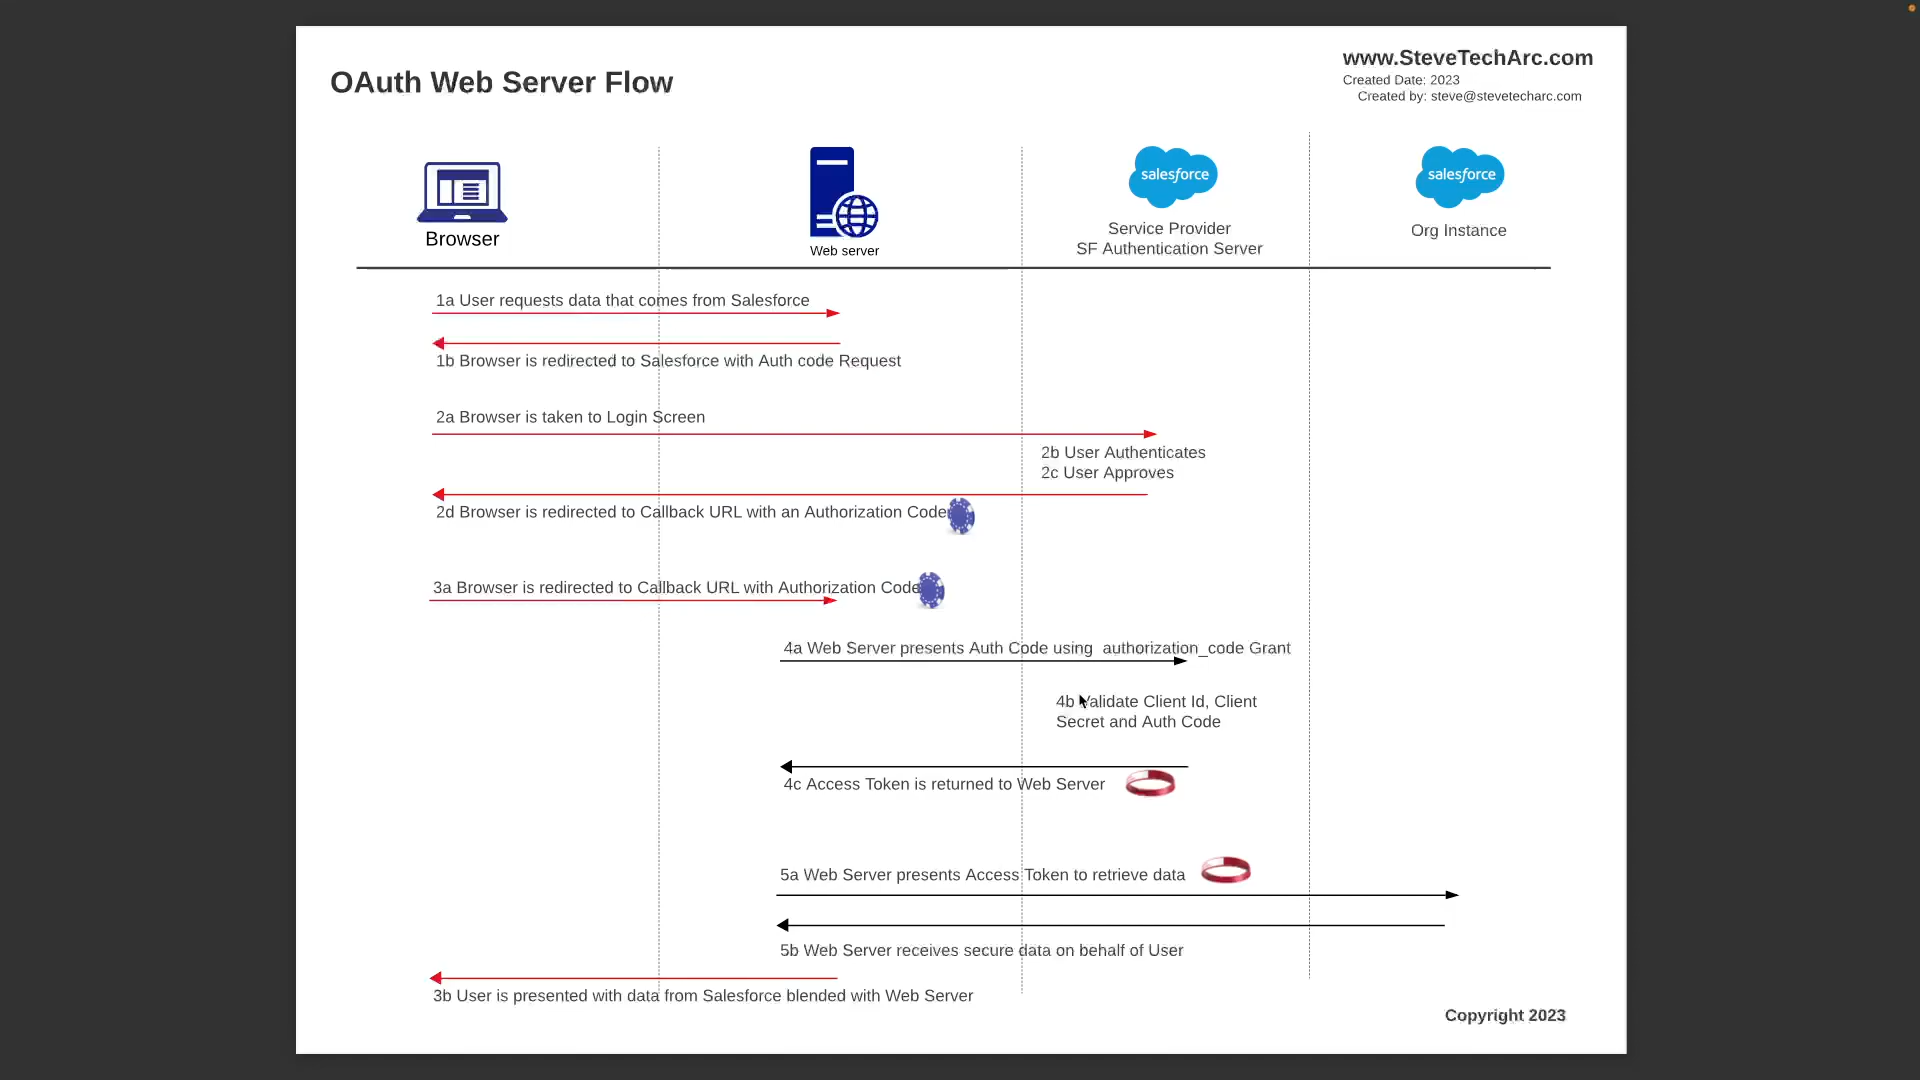 www.SteveTechArc.com
OAuth Web Server Flow
Created Date: 2023
Created by: steve@stevetecharc.com
salesforce
salesforce
Browser
Web server
Service Provider
SF Authentication Server
Org Instance
1a User requests data that comes from Salesforce
1b Browser is redirected to Salesforce with Auth code Request
2a Browser is taken to Login Screen
2b User Authenticates
2c User Approves
2d Browser is redirected to Callback URL with an Authorization Code
3a Browser is redirected to Callback URL with Authorization Code
4a Web Server presents Auth Code using  authorization_code Grant
4b Validate Client Id, Client
Secret and Auth Code
4c Access Token is returned to Web Server
5a Web Server presents Access Token to retrieve data
5b Web Server receives secure data on behalf of User
3b User is presented with data from Salesforce blended with Web Server
Copyright 2023